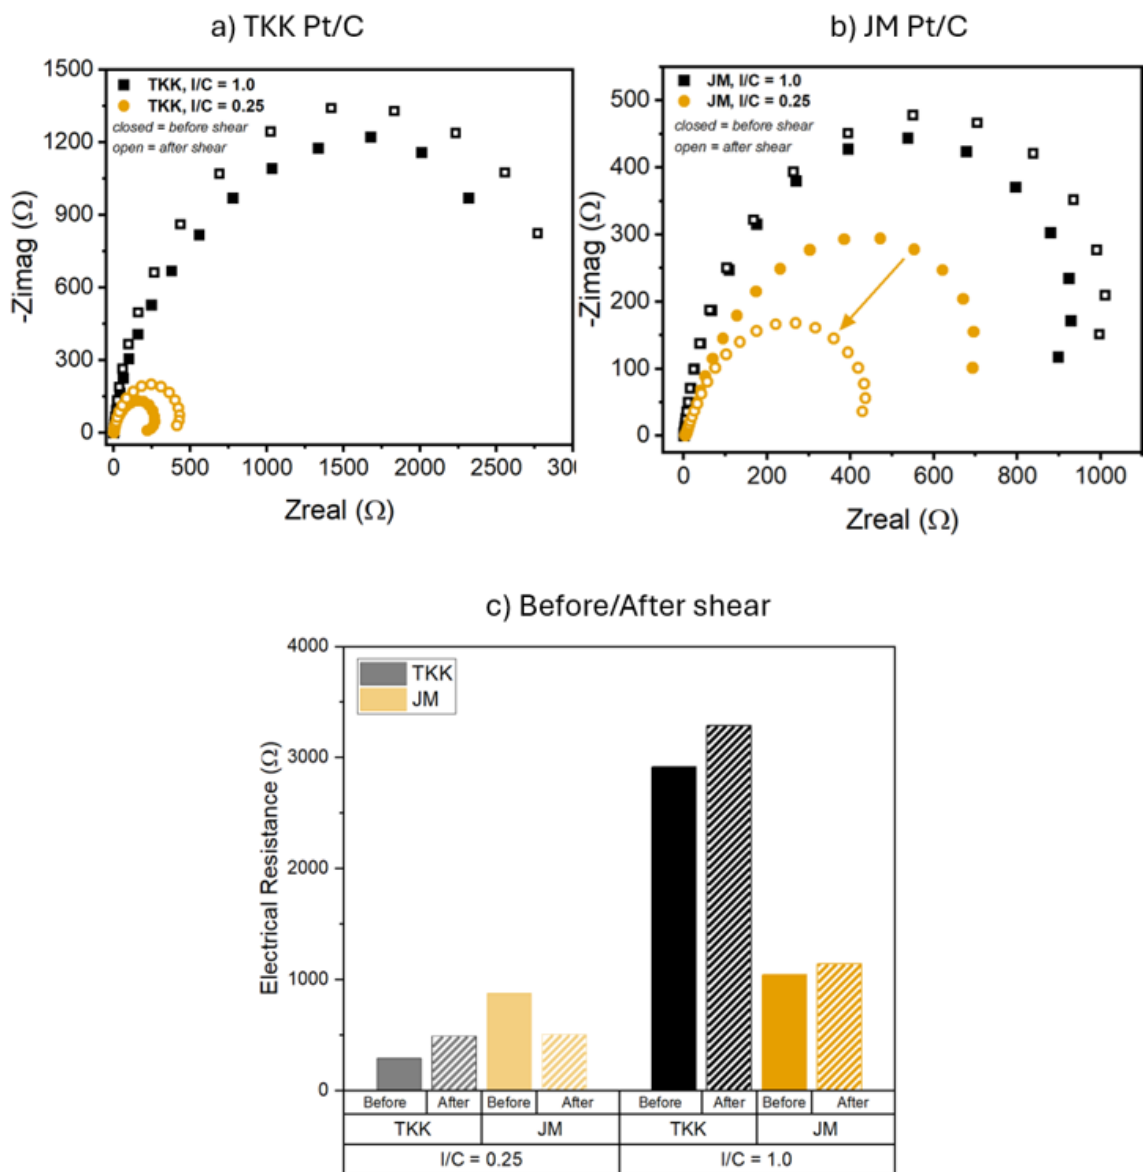 a) TKK Pt/C
1500
1200
900
600
300
0
-Zimag (Ω)
TKK, I/C = 1.0
TKK, I/C = 0.25
closed = before shear
open = after shear
0 500 1000 1500 2000 2500 300
Zreal (Ω)
b) JM Pt/C
500
400
300
200
100
0
-Zimag (Ω)
JM, I/C = 1.0
JM, I/C = 0.25
closed = before shear
open = after shear
0 200 400 600 800 1000
Zreal (Ω)
c) Before/After shear
4000
3000
2000
1000
0
Electrical Resistance (Ω)
TKK
JM
Before After Before After Before After Before After
TKK JM TKK JM
I/C = 0.25 I/C = 1.0